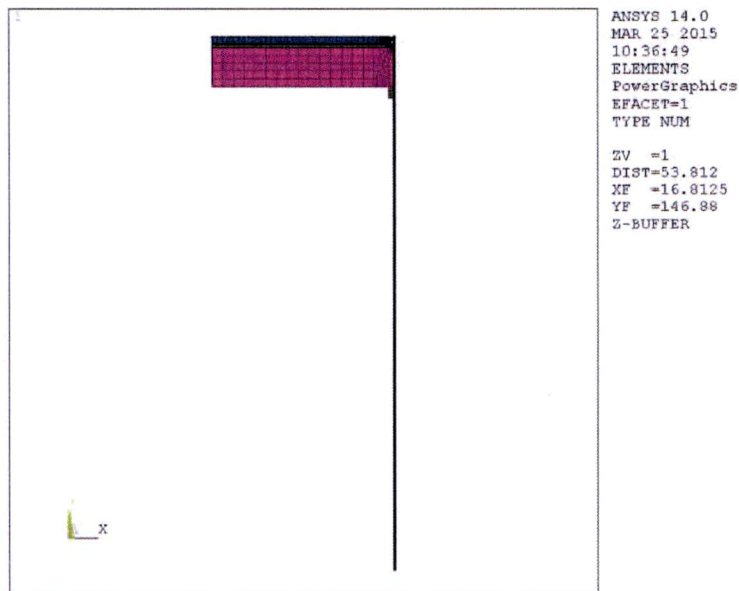 1
ANSYS 14.0
MAR 25 2015
10:36:49
ELEMENTS
PowerGraphics
EFACET=1
TYPE NUM
ZV =1
DIST=53.812
XF =16.8125
YF =146.88
Z-BUFFER
X